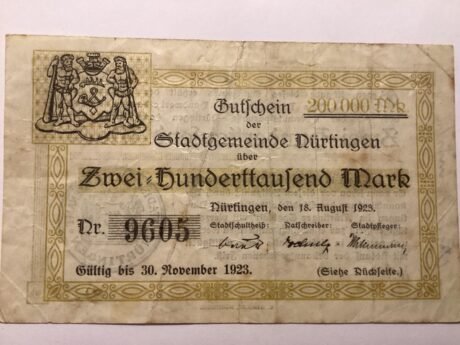 Gutschein 200 000 Mk
der
Stadtgemeinde Nürtingen
über
Zwei-Hunderttausend Mark
Nürtingen, den 18. August 1923.
Nr. 9605 Stadtschultheiß: Ratschreiber: Stadtpfleger:
Gültig bis 30. November 1923. (Siehe Rückseite.)